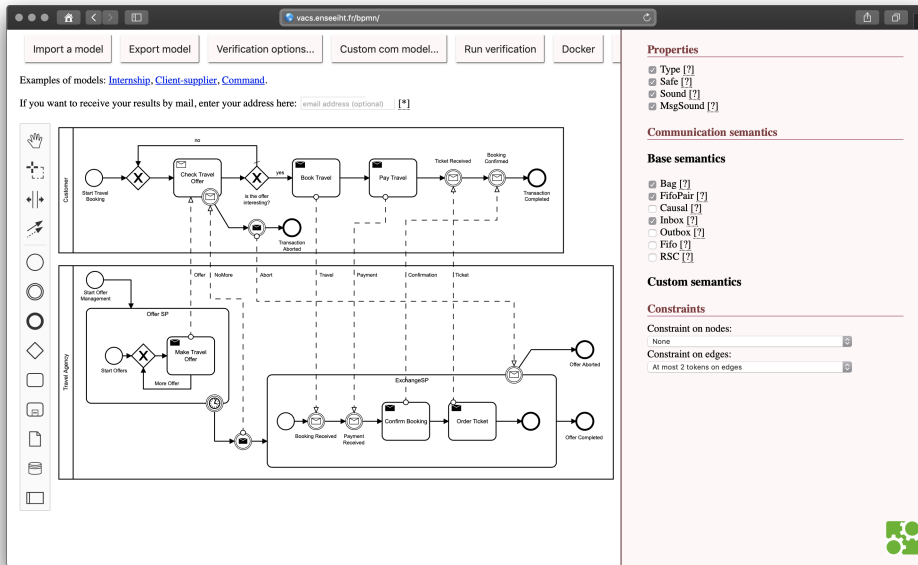 vacs.enseeiht.fr/bpmn/
Import a model
Export model
Verification options...
Custom com model...
Run verification
Docker
Examples of models: Internship, Client-supplier, Command.
If you want to receive your results by mail, enter your address here: email address (optional) [*]
Customer
Start Travel
Booking
no
Check Travel
Offer
is the offer
interesting?
yes
Book Travel
Pay Travel
Ticket Received
Booking
Confirmed
Transaction
Completed
Transaction
Aborted
Offer
NoMore
Abort
Travel
Payment
Confirmation
Ticket
Travel Agency
Start Offer
Management
Offer SP
Start Offers
Make Travel
Offer
More Offer
ExchangeSP
Booking Received
Payment
Received
Confirm Booking
Order Ticket
Offer Aborted
Offer Completed
Properties
Type [?]
Safe [?]
Sound [?]
MsgSound [?]
Communication semantics
Base semantics
Bag [?]
FifoPair [?]
Causal [?]
Inbox [?]
Outbox [?]
Fifo [?]
RSC [?]
Custom semantics
Constraints
Constraint on nodes:
None
Constraint on edges:
At most 2 tokens on edges